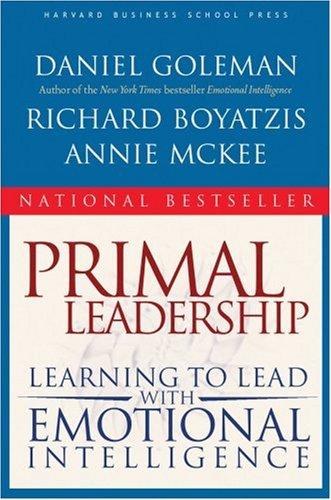 HARVARD BUSINESS SCHOOL PRESS
DANIEL GOLEMAN
Author of the New York Times bestseller Emotional Intelligence
RICHARD BOYATZIS
ANNIE MCKEE
NATIONAL BESTSELLER
PRIMAL
LEADERSHIP
LEARNING TO LEAD
WITH
EMOTIONAL
INTELLIGENCE